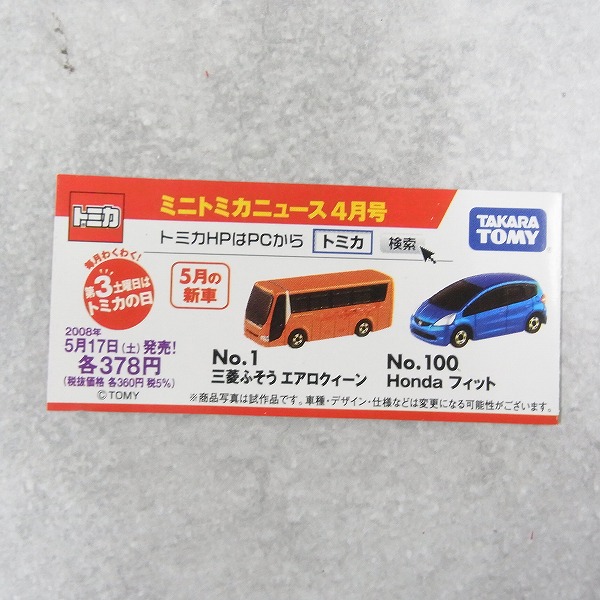 トミカ
ミニトミカニュース4月号
TAKARA
TOMY
トミカHPはPCから トミカ 検索
毎月わくわく!
第3土曜日は
トミカの日
5月の
新車
2008年
5月17日(土)発売!
各378円
(税抜価格 各360円 税5%)
©TOMY
No.1
三菱ふそう エアロクィーン
No.100
Honda フィット
※商品写真は試作品です。車種・デザイン・仕様などは変更になる可能性がございます。